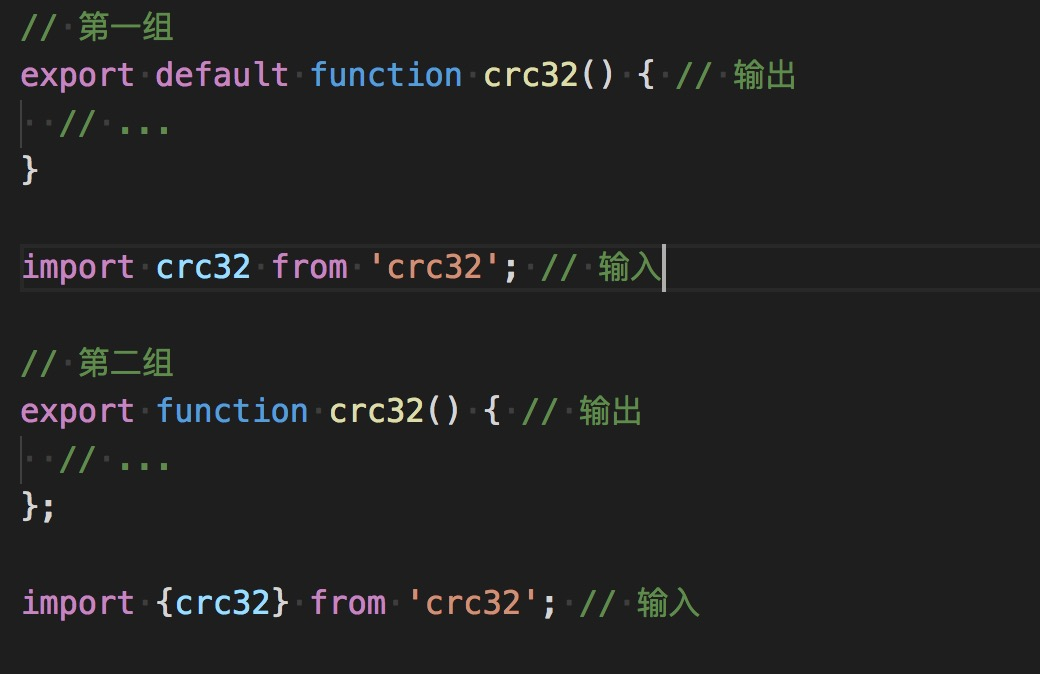 // 第一组
export default function crc32() { // 输出
  // ...
}
import crc32 from 'crc32'; // 输入
// 第二组
export function crc32() { // 输出
  // ...
};
import {crc32} from 'crc32'; // 输入